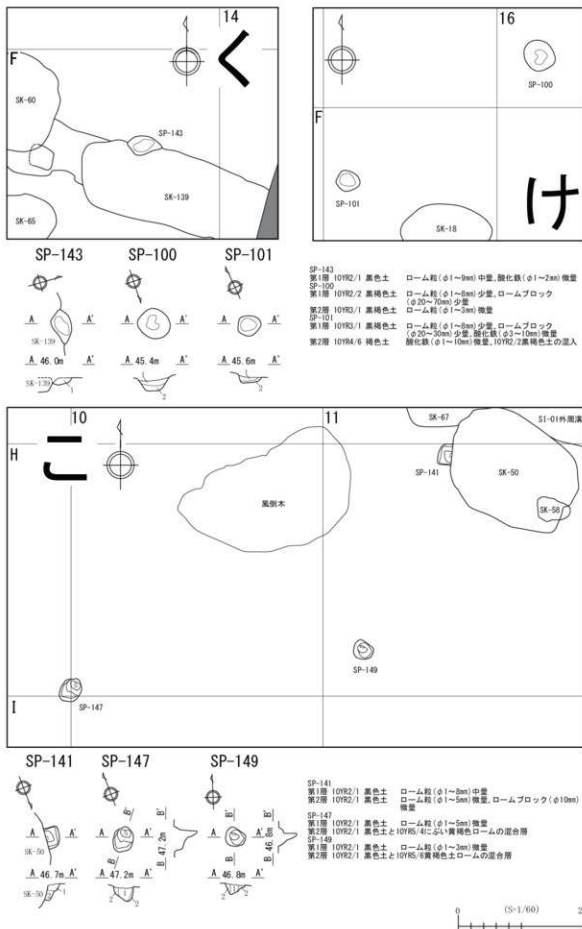 14
く
F
SK-60
SP-143
SK-139
SK-65
16
け
SP-100
F
SP-101
SK-18
SP-143 SP-100 SP-101
A A' A A' A A'
SK-139
A 46.0m A' A 45.4m A' A 45.6m A'
SK-139 1 2 2
SP-143
第1層 10YR2/1 黒色土 ローム粒(φ1～9㎜)中量,酸化鉄(φ1～2㎜)微量
SP-100
第1層 10YR2/2 黒褐色土 ローム粒(φ1～8㎜)少量,ロームブロック
(φ20～70㎜)少量
第2層 10YR3/1 黒褐色土 ローム粒(φ1～3㎜)微量
SP-101
第1層 10YR3/1 黒褐色土 ローム粒(φ1～8㎜)少量,ロームブロック
(φ20～30㎜)少量,酸化鉄(φ3～10㎜)微量
第2層 10YR4/6 褐色土 酸化鉄(φ1～10㎜)微量,10YR2/2黒褐色土の混入
10 11
こ
H
SK-67
SI-01外周溝
SP-141
SK-50
SK-58
風倒木
SP-149
SP-147
I
SP-141 SP-147 SP-149
A A' A A' A A'
SK-50
B B'
B 47.2m B'
B B'
B 46.8m B'
A 46.7m A' A 47.2m A' A 46.8m A'
SK-50 1
2
SP-141
第1層 10YR2/1 黒色土 ローム粒(φ1～8㎜)中量
第2層 10YR2/1 黒色土 ローム粒(φ1～5㎜)微量,ロームブロック(φ10㎜)
微量
SP-147
第1層 10YR2/1 黒色土 ローム粒(φ1～5㎜)微量
第2層 10YR2/1 黒色土と10YR5/4にぶい黄褐色ロームの混合層
SP-149
第1層 10YR2/1 黒色土 ローム粒(φ1～3㎜)微量
第2層 10YR2/1 黒色土と10YR5/6黄褐色土ロームの混合層
0 (S=1/60) 2